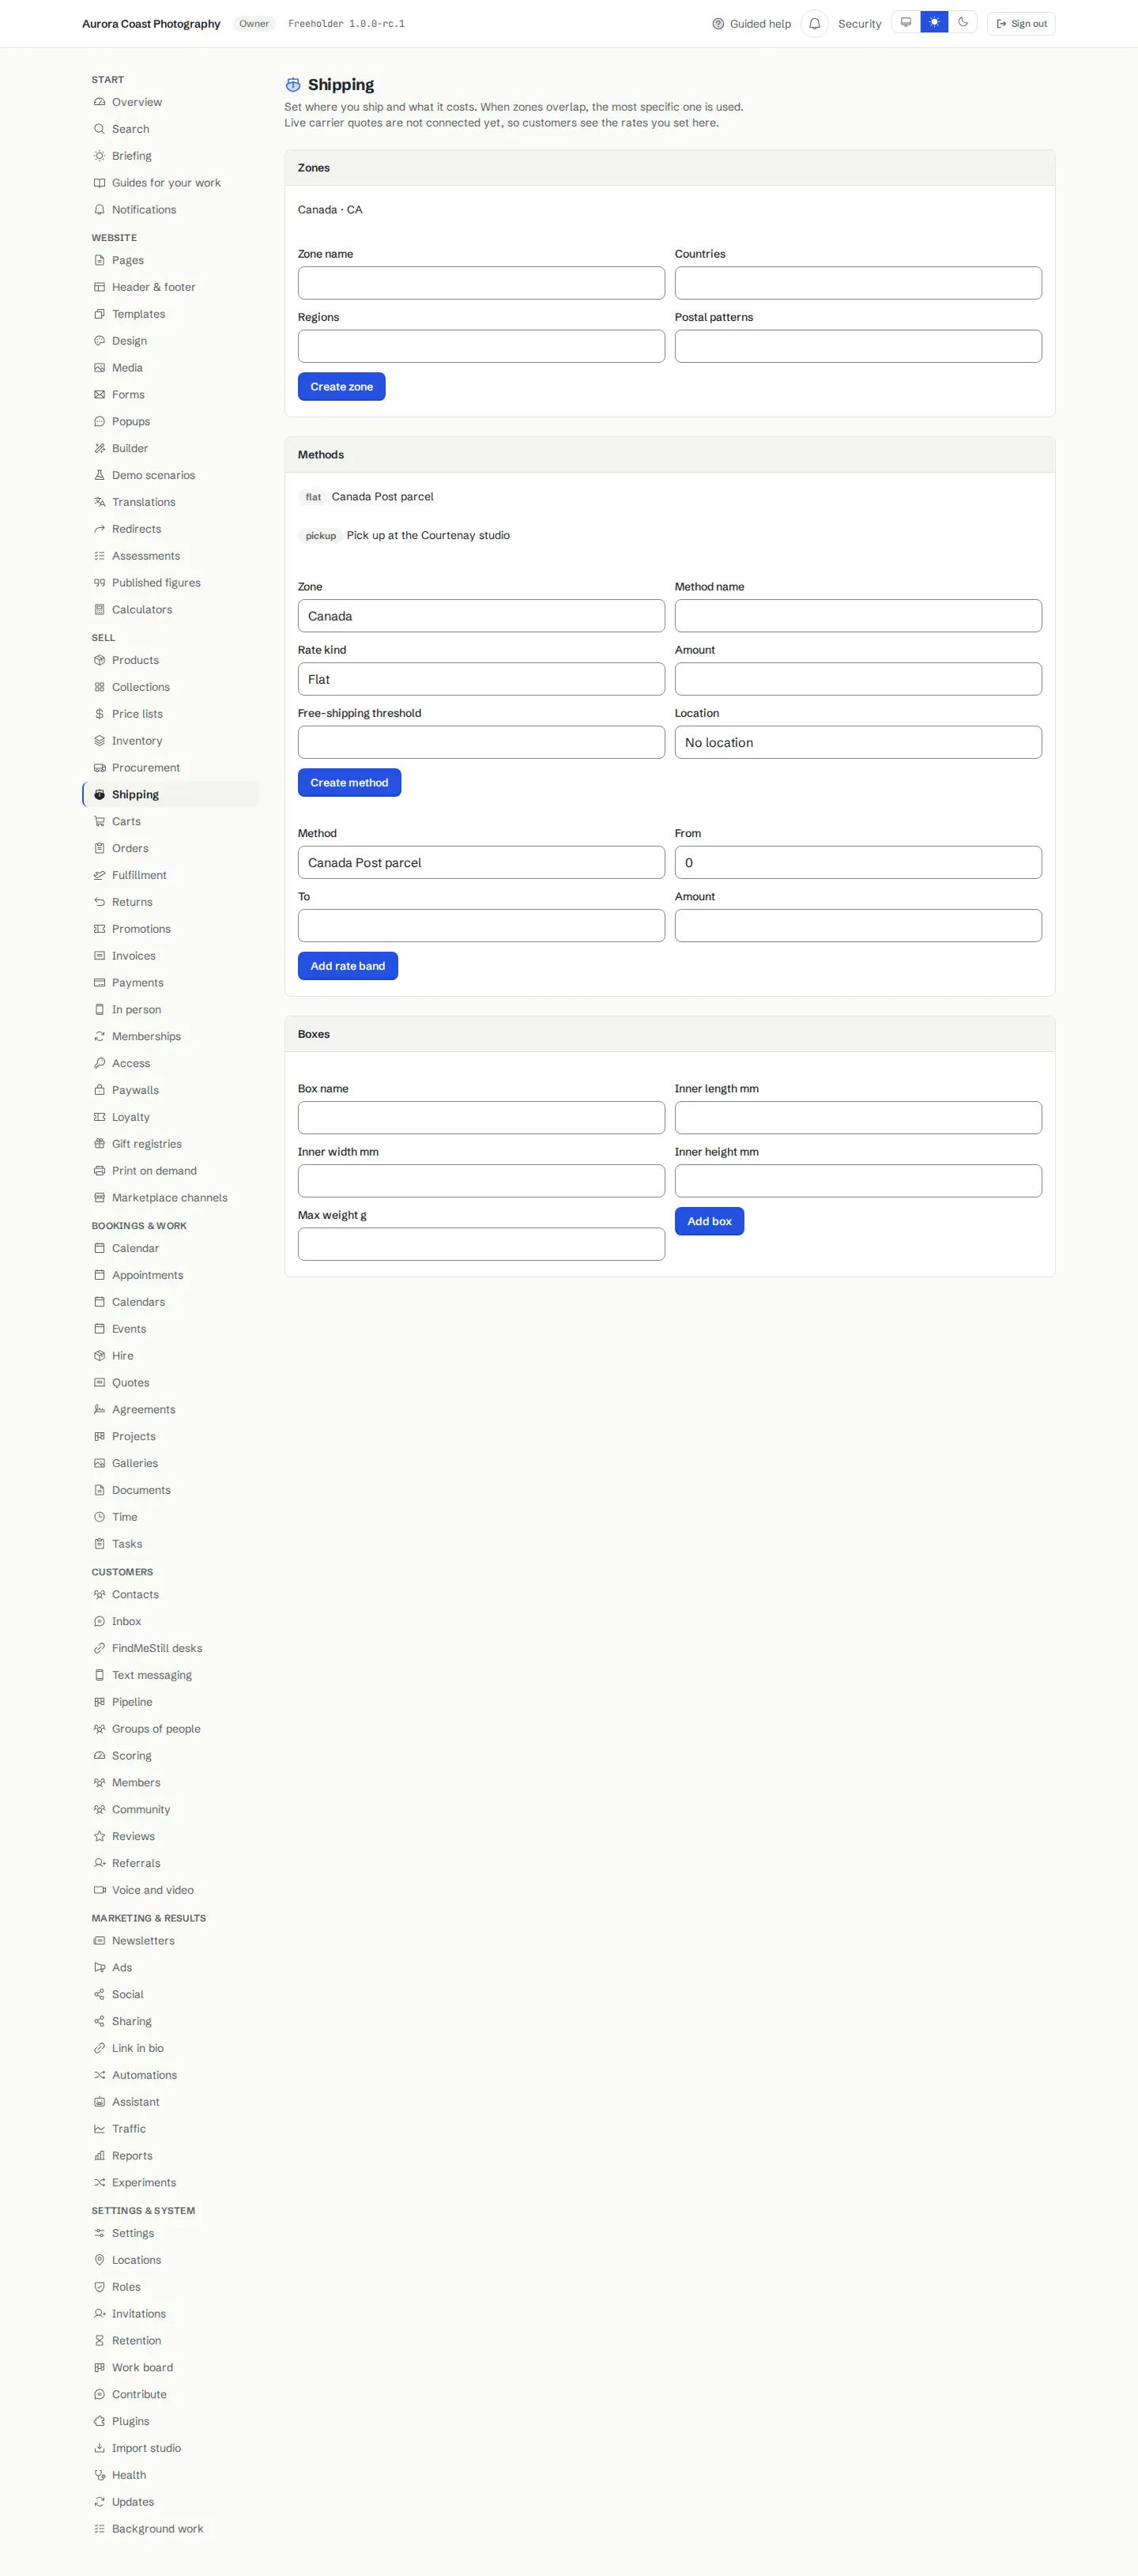 Aurora Coast Photography
Owner
Freeholder 1.0.0-rc.1
Guided help
Security
Sign out
START
Overview
Search
Briefing
Guides for your work
Notifications
WEBSITE
Pages
Header & footer
Templates
Design
Media
Forms
Popups
Builder
Demo scenarios
Translations
Redirects
Assessments
Published figures
Calculators
SELL
Products
Collections
Price lists
Inventory
Procurement
Shipping
Carts
Orders
Fulfillment
Returns
Promotions
Invoices
Payments
In person
Memberships
Access
Paywalls
Loyalty
Gift registries
Print on demand
Marketplace channels
BOOKINGS & WORK
Calendar
Appointments
Calendars
Events
Hire
Quotes
Agreements
Projects
Galleries
Documents
Time
Tasks
CUSTOMERS
Contacts
Inbox
FindMeStill desks
Text messaging
Pipeline
Groups of people
Scoring
Members
Community
Reviews
Referrals
Voice and video
MARKETING & RESULTS
Newsletters
Ads
Social
Sharing
Link in bio
Automations
Assistant
Traffic
Reports
Experiments
SETTINGS & SYSTEM
Settings
Locations
Roles
Invitations
Retention
Work board
Contribute
Plugins
Import studio
Health
Updates
Background work
Shipping
Set where you ship and what it costs. When zones overlap, the most specific one is used.
Live carrier quotes are not connected yet, so customers see the rates you set here.
Zones
Canada · CA
Zone name
Countries
Regions
Postal patterns
Create zone
Methods
flat Canada Post parcel
pickup Pick up at the Courtenay studio
Zone
Method name
Canada
Rate kind
Amount
Flat
Free-shipping threshold
Location
No location
Create method
Method
From
Canada Post parcel
0
To
Amount
Add rate band
Boxes
Box name
Inner length mm
Inner width mm
Inner height mm
Max weight g
Add box